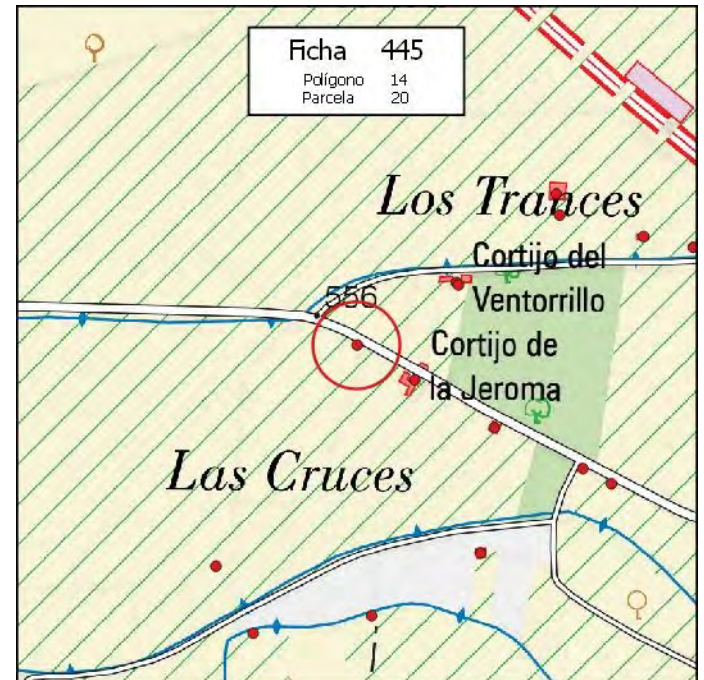 Ficha 445
Polígono 14
Parcela 20
Los Trances
Cortijo del
Ventorrillo
556
Cortijo de
la Jeroma
Las Cruces